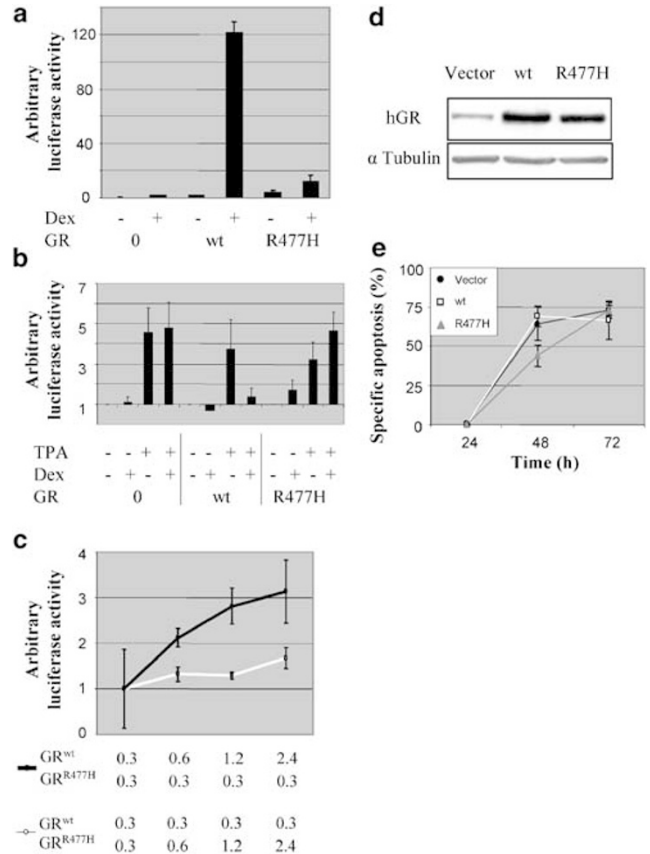 a
Arbitrary
luciferase activity
120
80
40
0
Dex - + - + - +
GR 0 wt R477H
b
Arbitrary
luciferase activity
7
5
3
1
TPA - - + + - - + + - - + +
Dex - + - + - + - + - + - +
GR 0 wt R477H
c
Arbitrary
luciferase activity
4
3
2
1
0
GRwt 0.3 0.6 1.2 2.4
GRR477H 0.3 0.3 0.3 0.3
GRwt 0.3 0.3 0.3 0.3
GRR477H 0.3 0.6 1.2 2.4
d
Vector wt R477H
hGR
α Tubulin
e
Specific apoptosis (%)
100
75
50
25
0
Vector
wt
R477H
24 48 72
Time (h)